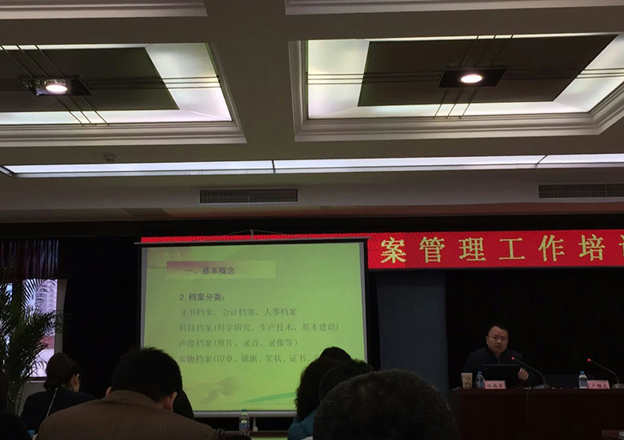 案管理工作培
一、基本概念
2.档案分类：
文书档案、会计档案、人事档案
科技档案(科学研究、生产技术、基本建设)
声像档案(照片、录音、录像等)
实物档案(印章、锦旗、奖状、证书、